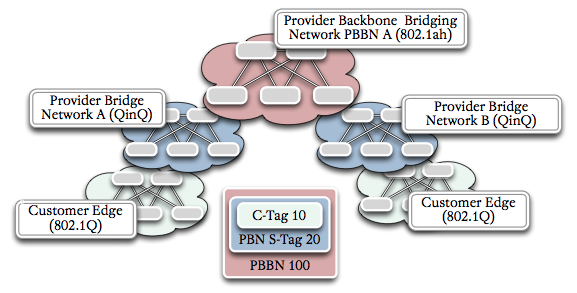 Provider Backbone Bridging
Network PBBN A (802.1ah)
Provider Bridge
Network A (QinQ)
Provider Bridge
Network B (QinQ)
Customer Edge
(802.1Q)
Customer Edge
(802.1Q)
C-Tag 10
PBN S-Tag 20
PBBN 100